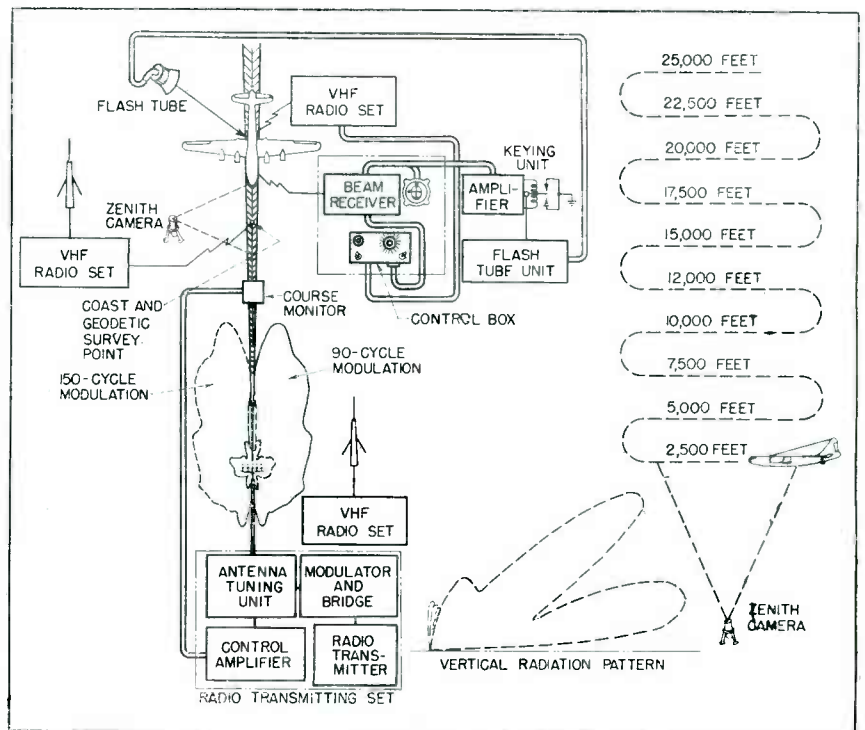 FLASH TUBE
VHF
RADIO SET
ZENITH
CAMERA
VHF
RADIO SET
BEAM
RECEIVER
AMPLI-
FIER
KEYING
UNIT
FLASH
TUBE UNIT
CONTROL BOX
COURSE
MONITOR
COAST AND
GEODETIC
SURVEY
POINT
150-CYCLE
MODULATION
90-CYCLE
MODULATION
VHF
RADIO SET
ANTENNA
TUNING
UNIT
MODULATOR
AND
BRIDGE
CONTROL
AMPLIFIER
RADIO
TRANS-
MITTER
RADIO TRANSMITTING SET
25,000 FEET
22,500 FEET
20,000 FEET
17,500 FEET
15,000 FEET
12,000 FEET
10,000 FEET
7,500 FEET
5,000 FEET
2,500 FEET
ZENITH
CAMERA
VERTICAL RADIATION PATTERN